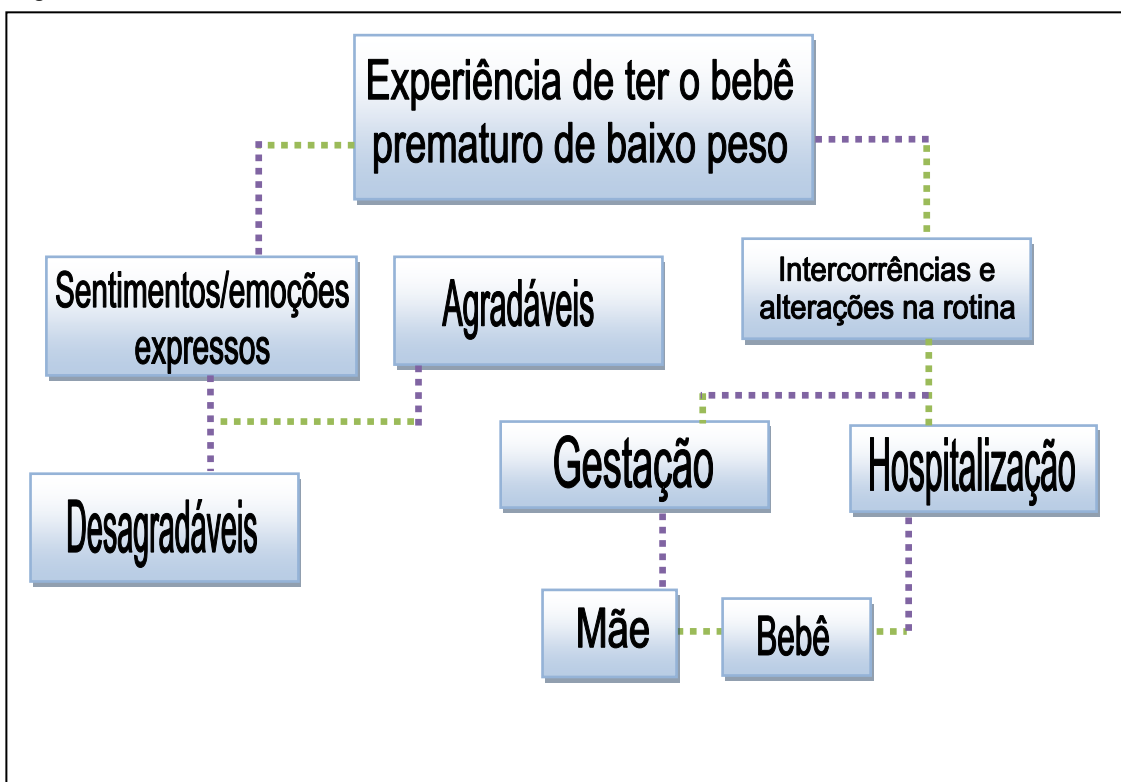 Experiência de ter o bebê
prematuro de baixo peso
Sentimentos/emoções
expressos
Agradáveis
Intercorrências e
alterações na rotina
Desagradáveis
Gestação
Hospitalização
Mãe
Bebê